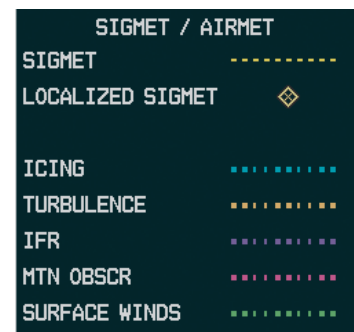 SIGMET / AIRMET
SIGMET
LOCALIZED SIGMET
ICING
TURBULENCE
IFR
MTN OBSCR
SURFACE WINDS